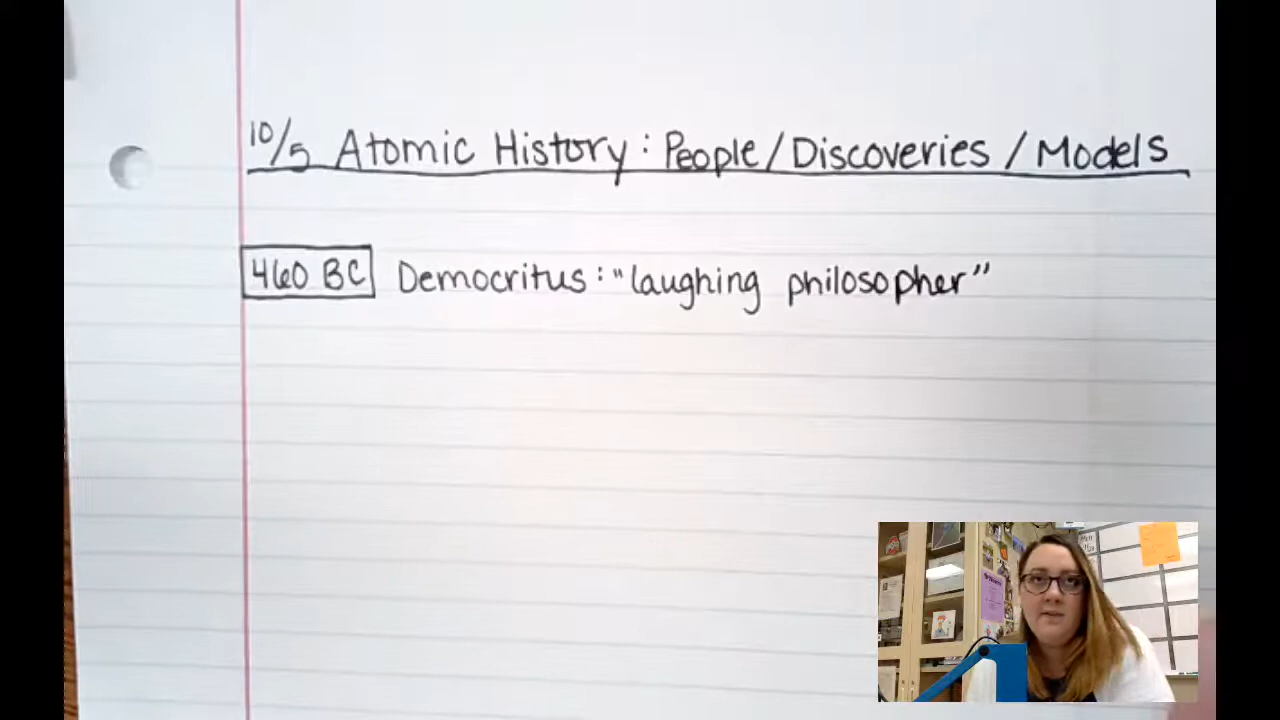 10/5 Atomic History: People/Discoveries/Models
460 BC Democritus: "laughing philosopher"